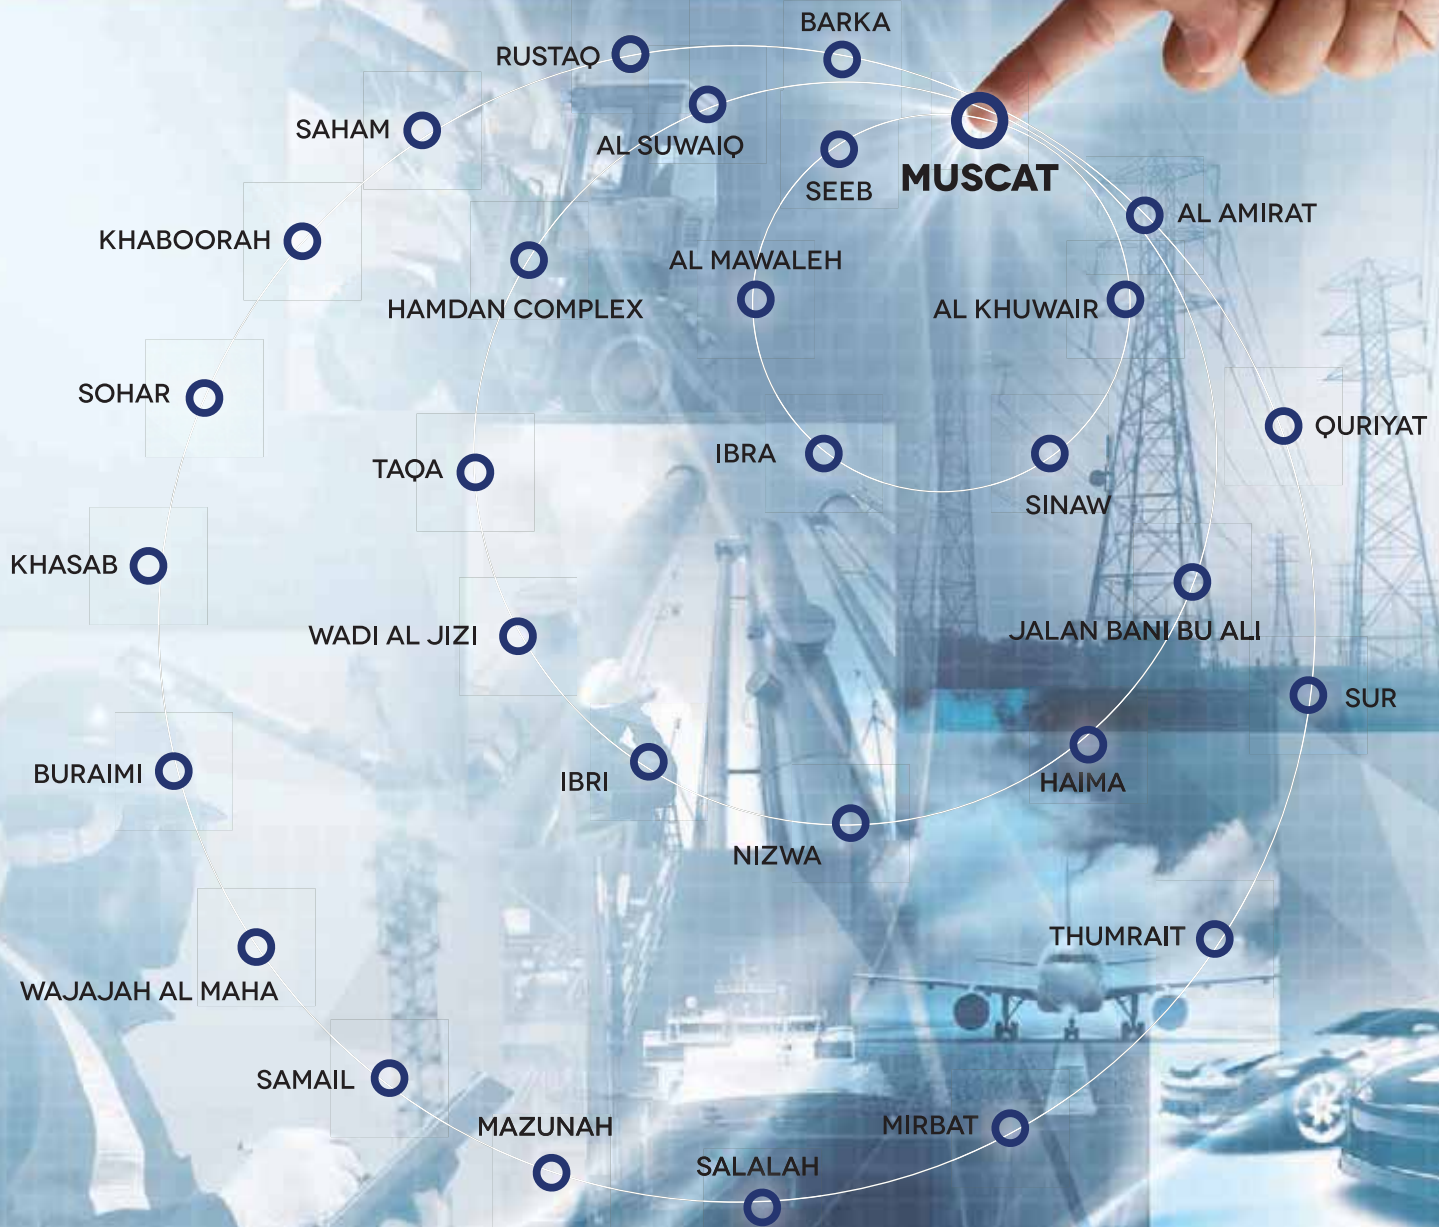 BARKA
RUSTAQ
SAHAM
AL SUWAIQ
SEEB
MUSCAT
AL AMIRAT
KHABOORAH
AL MAWALEH
HAMDAN COMPLEX
AL KHUWAIR
SOHAR
QURIYAT
TAQA
IBRA
SINAW
KHASAB
WADI AL JIZI
JALAN BANI BU ALI
SUR
BURAIMI
IBRI
HAIMA
NIZWA
THUMRAIT
WAJAJAH AL MAHA
SAMAIL
MAZUNAH
MIRBAT
SALALAH